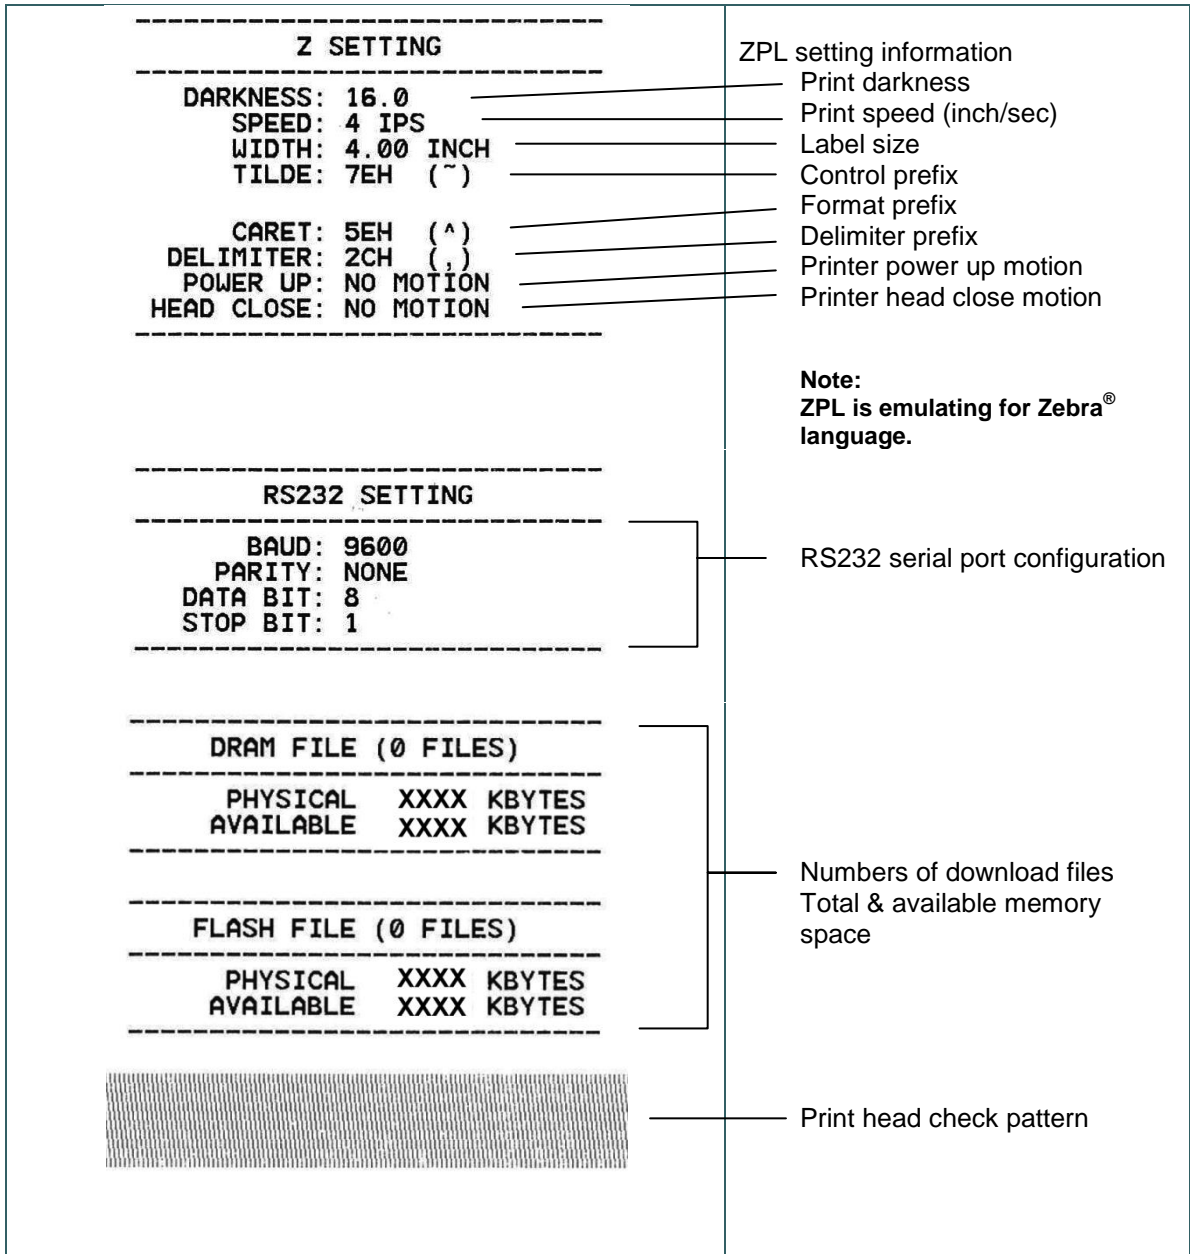 Z SETTING
DARKNESS: 16.0
SPEED: 4 IPS
WIDTH: 4.00 INCH
TILDE: 7EH (~)
CARET: 5EH (^)
DELIMITER: 2CH (,)
POWER UP: NO MOTION
HEAD CLOSE: NO MOTION
ZPL setting information
Print darkness
Print speed (inch/sec)
Label size
Control prefix
Format prefix
Delimiter prefix
Printer power up motion
Printer head close motion
Note:
ZPL is emulating for Zebra®
language.
RS232 SETTING
BAUD: 9600
PARITY: NONE
DATA BIT: 8
STOP BIT: 1
RS232 serial port configuration
DRAM FILE (0 FILES)
PHYSICAL XXXX KBYTES
AVAILABLE XXXX KBYTES
FLASH FILE (0 FILES)
PHYSICAL XXXX KBYTES
AVAILABLE XXXX KBYTES
Numbers of download files
Total & available memory
space
Print head check pattern